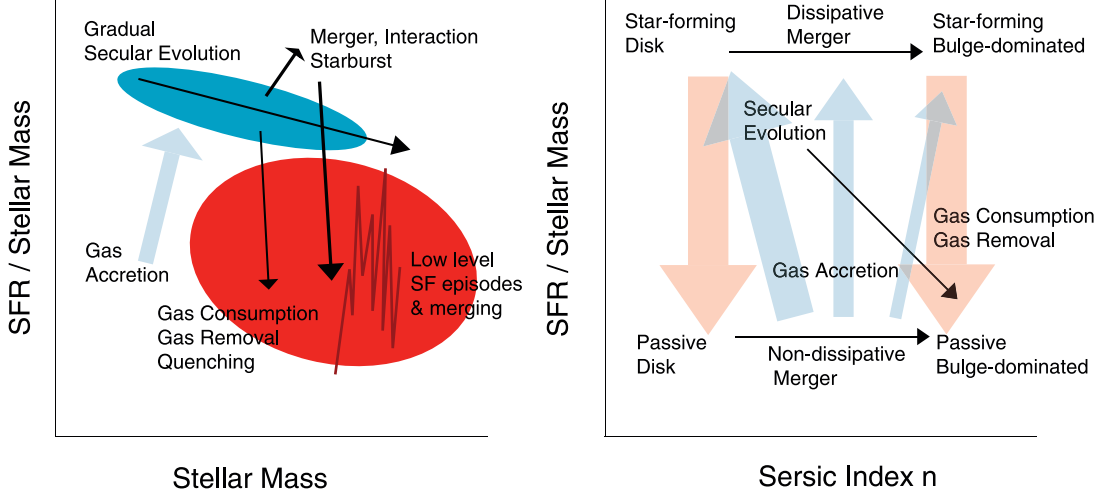 Gradual
Secular Evolution
Merger, Interaction
Starburst
Gas
Accretion
Low level
SF episodes
& merging
Gas Consumption
Gas Removal
Quenching
SFR / Stellar Mass
Stellar Mass
Star-forming
Disk
Dissipative
Merger
Star-forming
Bulge-dominated
Secular
Evolution
Gas Consumption
Gas Removal
Gas Accretion
Passive
Disk
Non-dissipative
Merger
Passive
Bulge-dominated
SFR / Stellar Mass
Sersic Index n